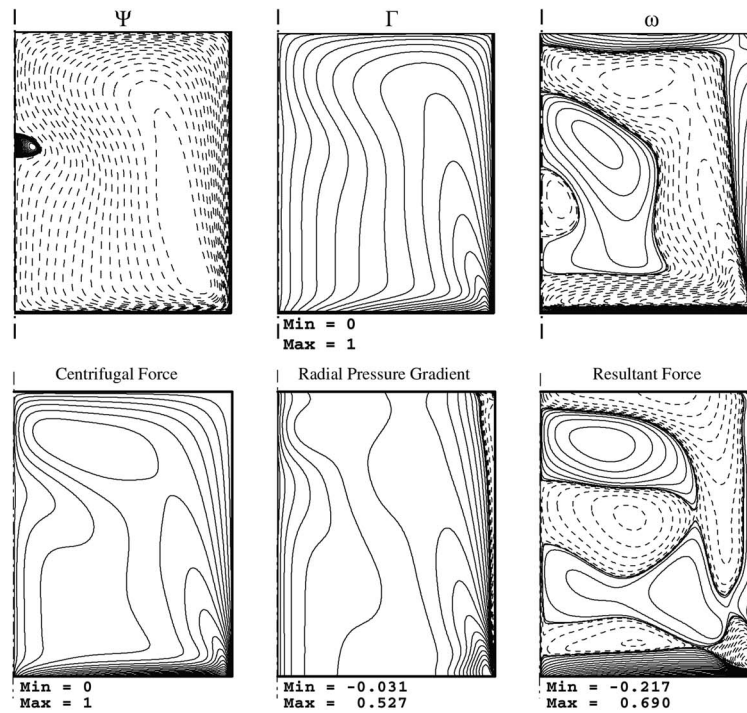 Ψ
Γ
ω
Min = 0
Max = 1
Centrifugal Force
Radial Pressure Gradient
Resultant Force
Min = 0
Max = 1
Min = -0.031
Max = 0.527
Min = -0.217
Max = 0.690